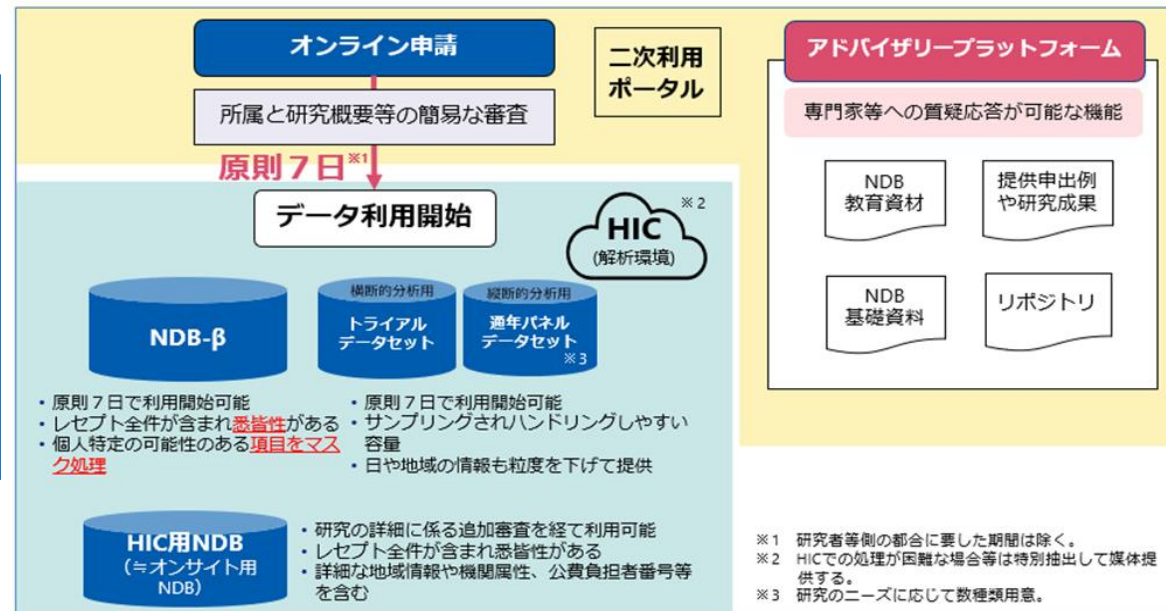 オンライン申請
所属と研究概要等の簡易な審査
原則７日※1
二次利用
ポータル
データ利用開始
HIC
(解析環境)
※２
NDB-β
横断的分析用
トライアル
データセット
縦断的分析用
通年パネル
データセット
※３
・原則７日で利用開始可能
・レセプト全件が含まれ悉皆性がある
・個人特定の可能性のある項目をマス
ク処理
・原則７日で利用開始可能
・サンプリングされハンドリングしやすい
容量
・日や地域の情報も粒度を下げて提供
HIC用NDB
(≒オンサイト用
NDB)
・研究の詳細に係る追加審査を経て利用可能
・レセプト全件が含まれ悉皆性がある
・詳細な地域情報や機関属性、公費負担者番号等
を含む
アドバイザリープラットフォーム
専門家等への質疑応答が可能な機能
NDB
教育資材
提供申出例
や研究成果
NDB
基礎資料
リポジトリ
※１ 研究者等側の都合に要した期間は除く。
※２ HICでの処理が困難な場合等は特別抽出して媒体提
供する。
※３ 研究のニーズに応じて数種類用意。